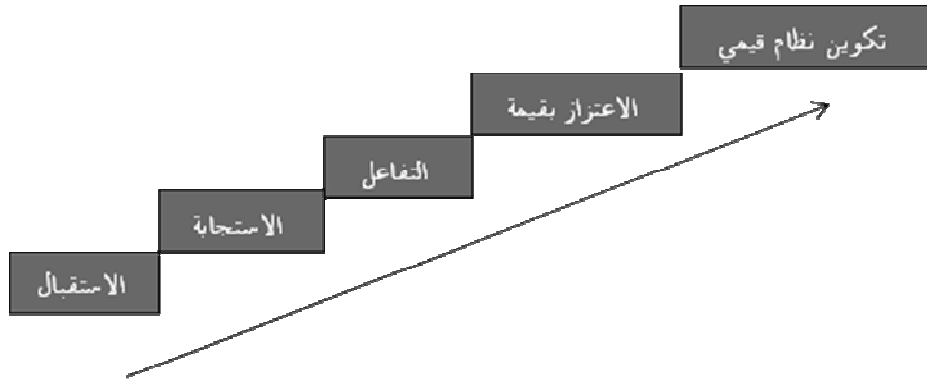 تكوين نظام قيمي
الاعتزاز بقيمة
التفاعل
الاستجابة
الاستقبال